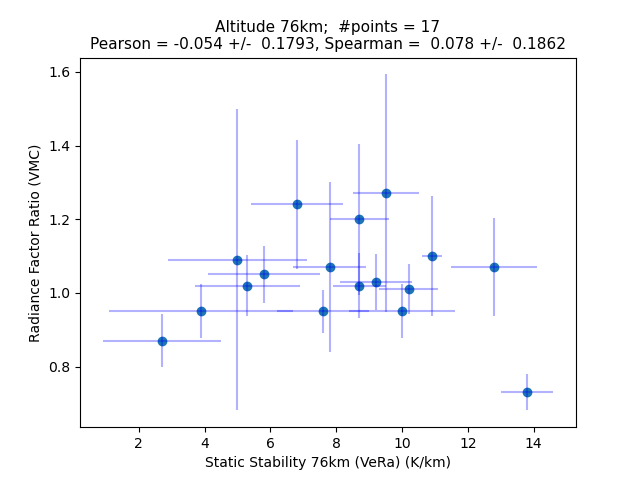 Altitude 76km;  #points = 17
Pearson = -0.054 +/-  0.1793, Spearman =  0.078 +/-  0.1862
1.6
1.4
1.2
1.0
0.8
Radiance Factor Ratio (VMC)
2 4 6 8 10 12 14
Static Stability 76km (VeRa) (K/km)